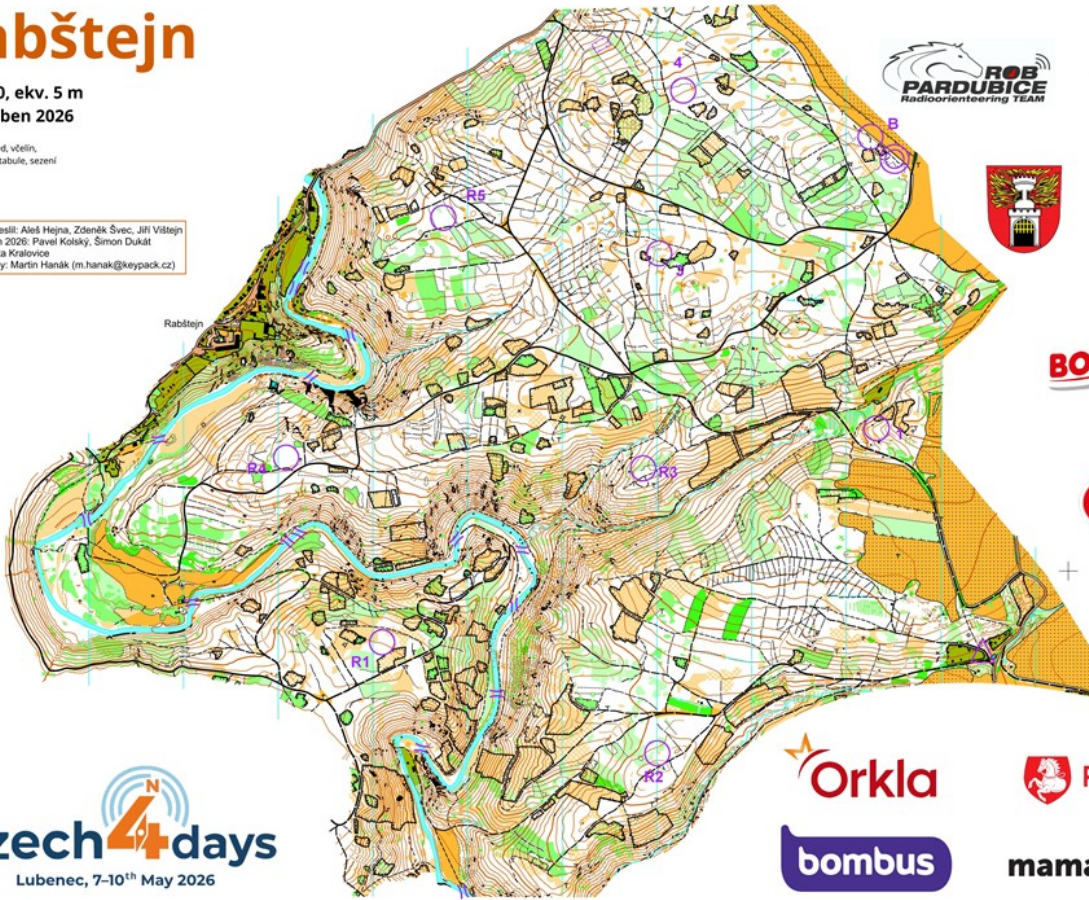 abštejn
0, ekv. 5 m
ben 2026
d, včelín,
tabule, sezení
eslil: Aleš Hejna, Zdeněk Švec, Jiří Vištejn
n 2026: Pavel Kolský, Šimon Dukát
ta Kralovice
y: Martin Hanák (m.hanak@keypack.cz)
ROB
PARDUBICE
Radioorienteering TEAM
4
B
R5
3
Rabštejn
BO
1
R4
R3
R1
R2
N
zech4days
Lubenec, 7–10th May 2026
Orkla
bombus
mama